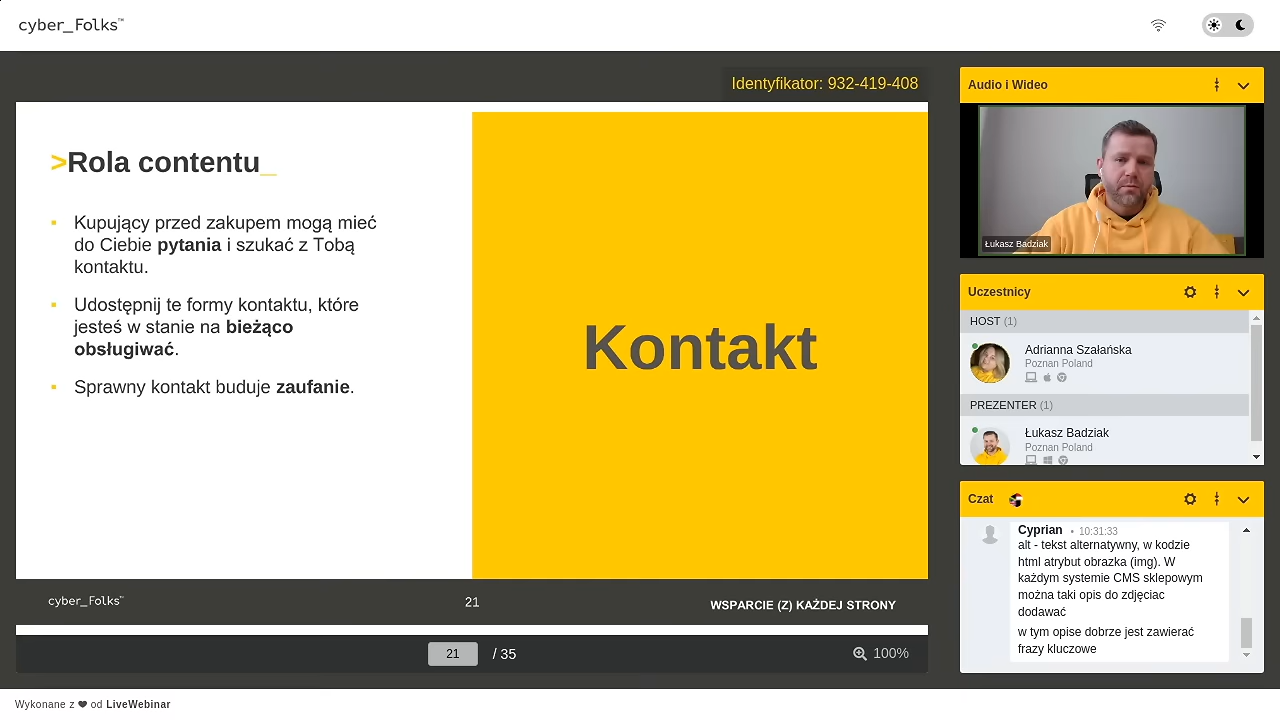 cyber_Folks™
Identyfikator: 932-419-408
>Rola contentu_
Kupujący przed zakupem mogą mieć
do Ciebie pytania i szukać z Tobą
kontaktu.
Udostępnij te formy kontaktu, które
jesteś w stanie na bieżąco
obsługiwać.
Sprawny kontakt buduje zaufanie.
Kontakt
cyber_Folks™
21
WSPARCIE (Z) KAŻDEJ STRONY
21 / 35
100%
Audio i Wideo
Łukasz Badziak
Uczestnicy
HOST (1)
Adrianna Szałańska
Poznan Poland
PREZENTER (1)
Łukasz Badziak
Poznan Poland
Czat
Cyprian • 10:31:33
alt - tekst alternatywny, w kodzie
html atrybut obrazka (img). W
każdym systemie CMS sklepowym
można taki opis do zdjęciac
dodawać
w tym opise dobrze jest zawierać
frazy kluczowe
Wykonane z ❤ od LiveWebinar